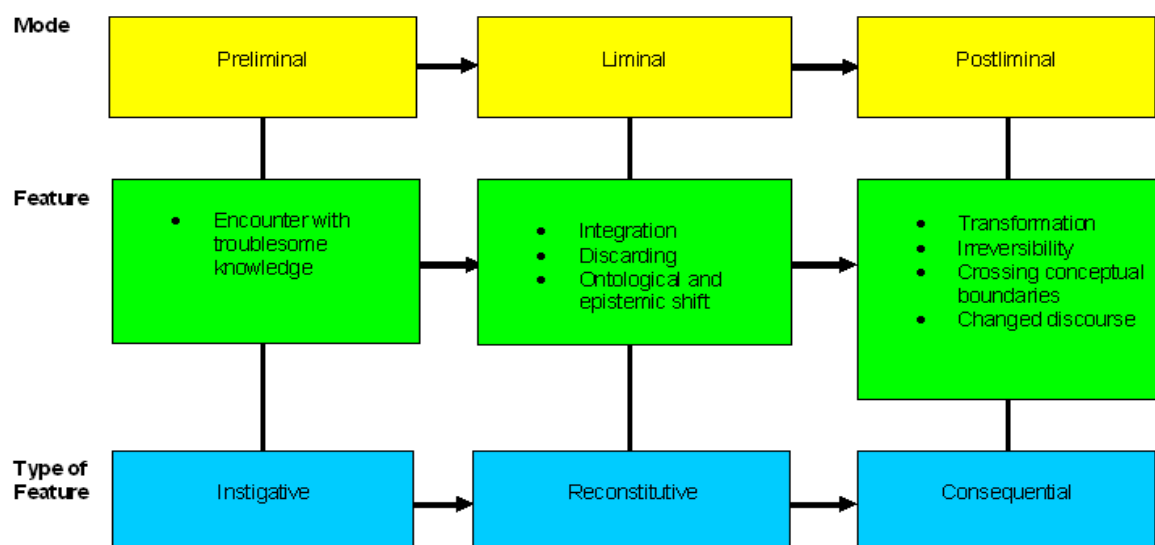 Mode
Preliminal
Liminal
Postliminal
Feature
• Encounter with
troublesome
knowledge
• Integration
• Discarding
• Ontological and
epistemic shift
• Transformation
• Irreversibility
• Crossing conceptual
boundaries
• Changed discourse
Type of
Feature
Instigative
Reconstitutive
Consequential